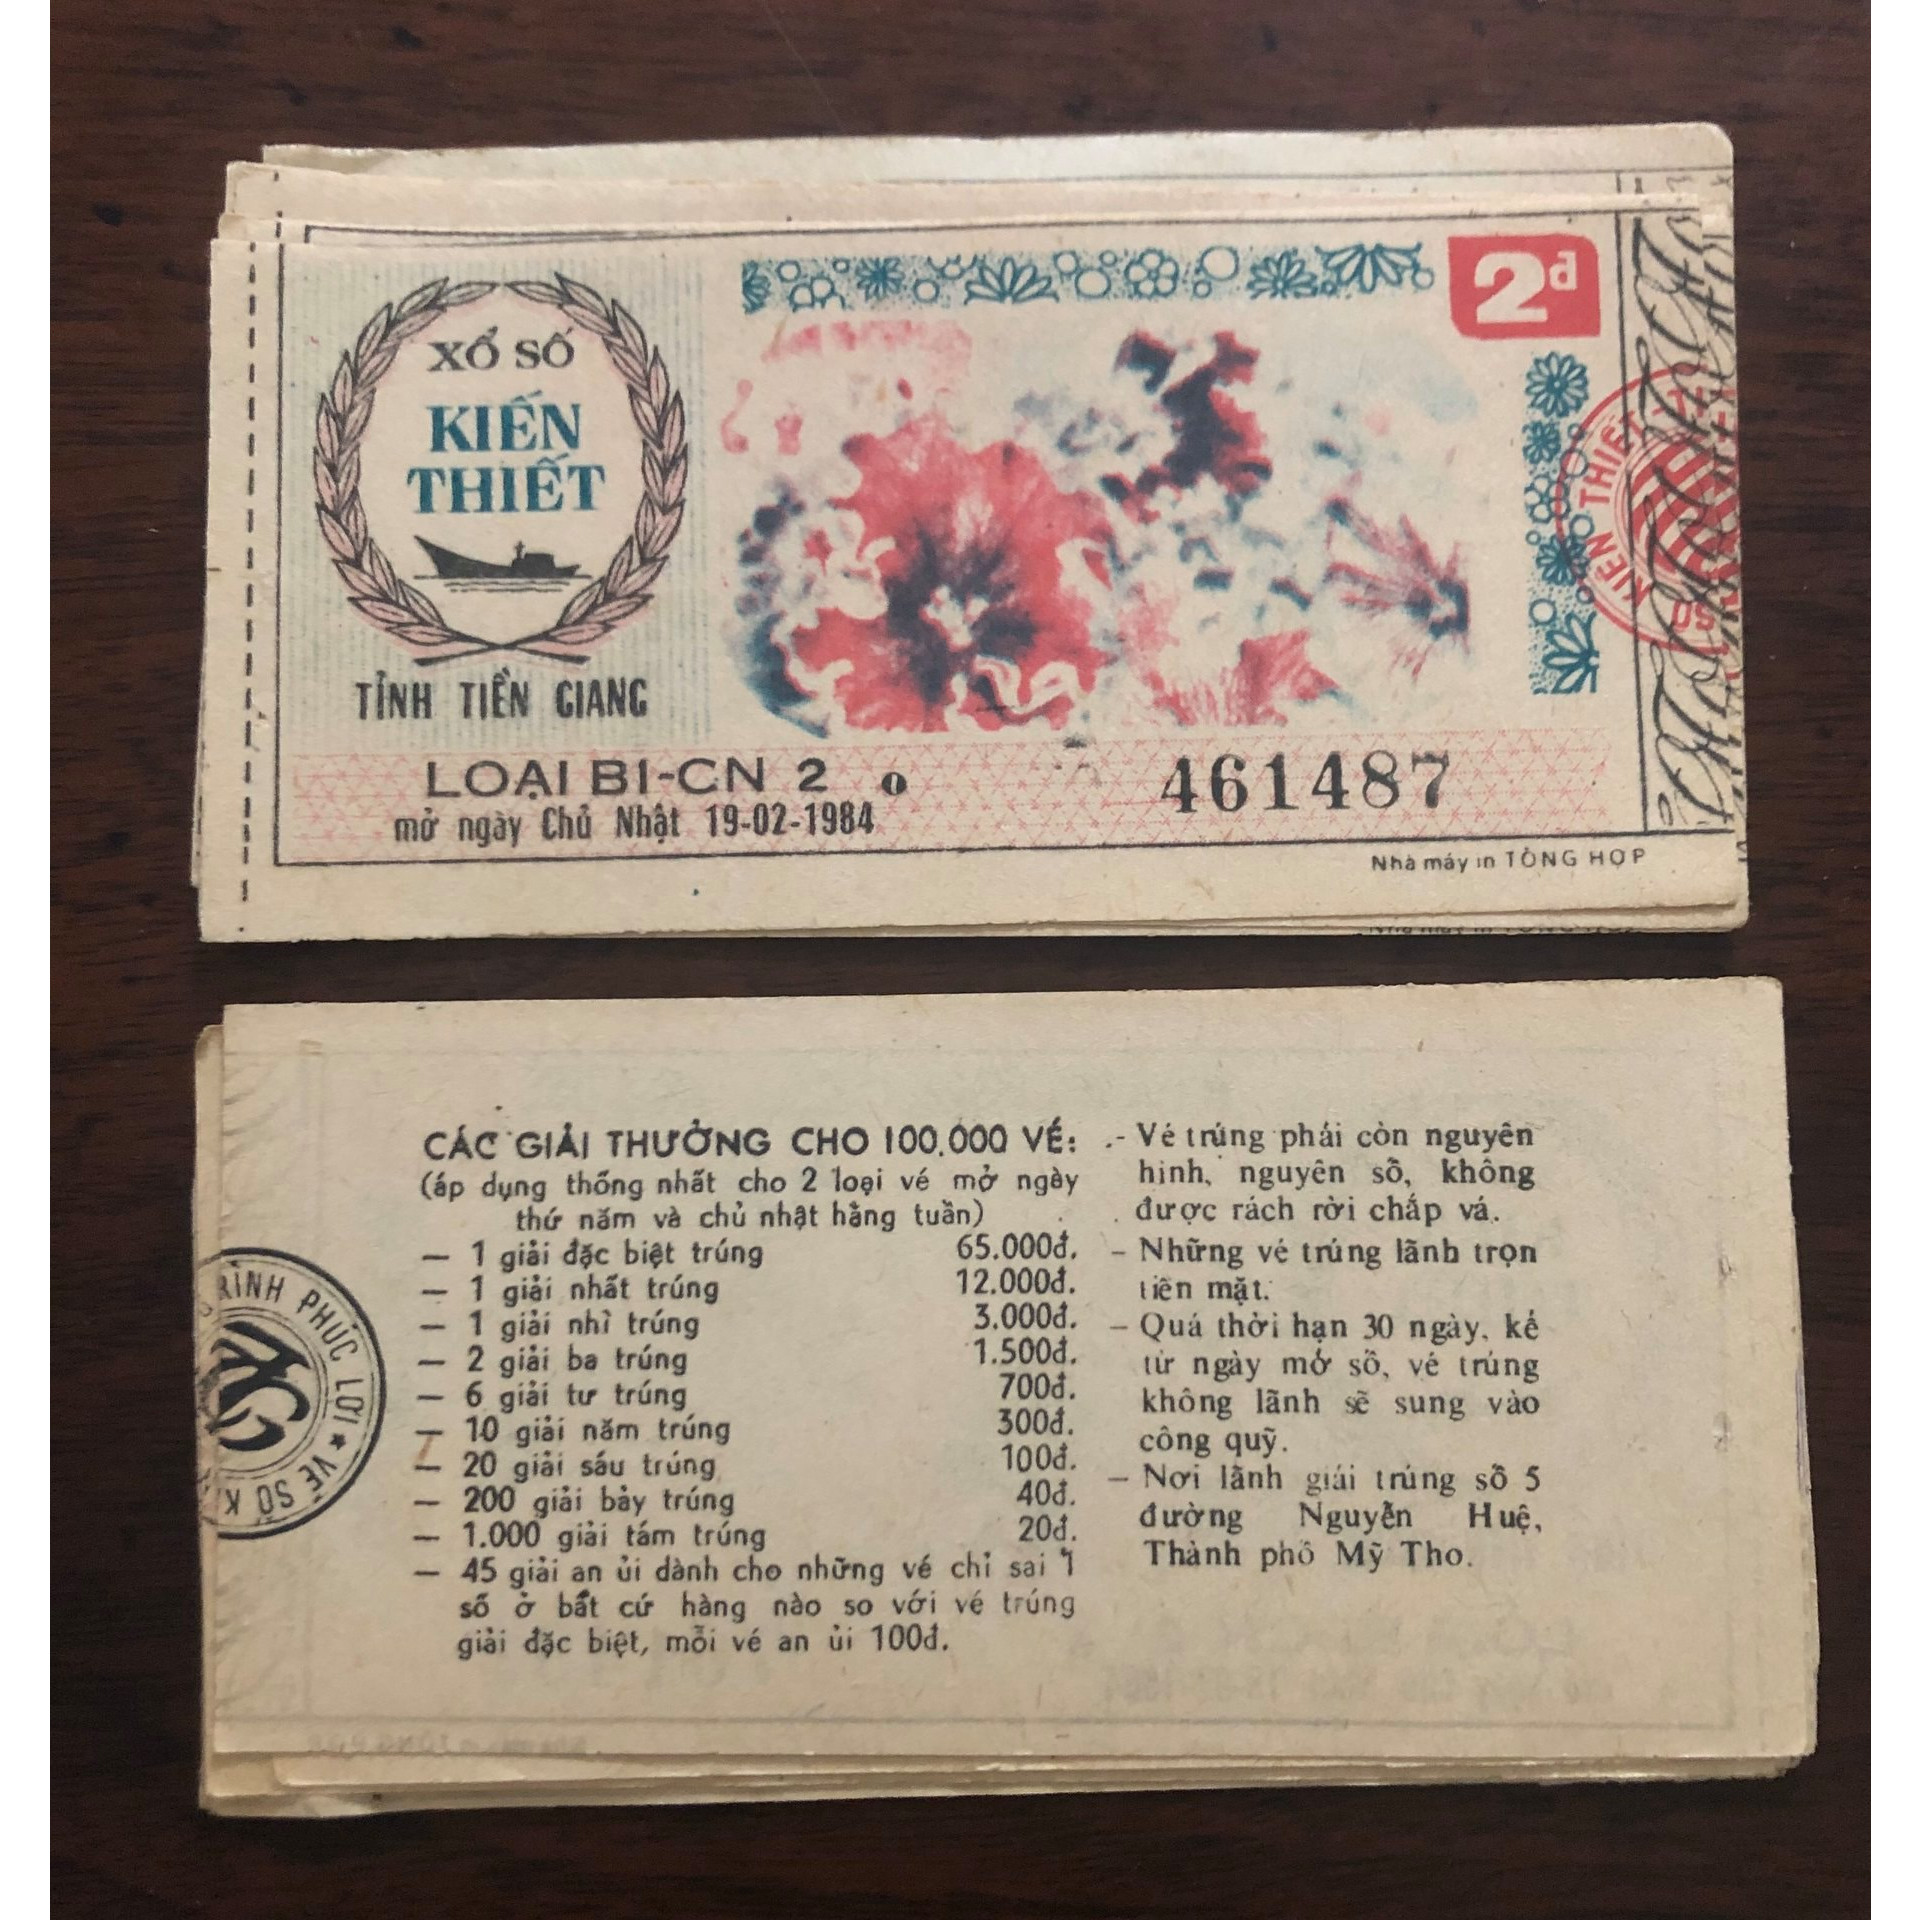 XỔ SỐ
KIẾN
THIẾT
TỈNH TIỀN GIANG
2đ
KIẾN THIẾT
SỐ
LOẠI B1-CN 2
mở ngày Chủ Nhật 19-02-1984
461487
Nhà máy in TỔNG HỢP
CÁC GIẢI THƯỞNG CHO 100.000 VÉ:
(áp dụng thống nhất cho 2 loại vé mở ngày
thứ năm và chủ nhật hằng tuần)
— 1 giải đặc biệt trúng 65.000đ.
— 1 giải nhất trúng 12.000đ.
— 1 giải nhì trúng 3.000đ.
— 2 giải ba trúng 1.500đ.
— 6 giải tư trúng 700đ.
— 10 giải năm trúng 300đ.
— 20 giải sáu trúng 100đ.
— 200 giải bảy trúng 40đ.
— 1.000 giải tám trúng 20đ.
— 45 giải an ủi dành cho những vé chỉ sai 1
số ở bất cứ hàng nào so với vé trúng
giải đặc biệt, mỗi vé an ủi 100đ.
- Vé trúng phải còn nguyên
hình, nguyên số, không
được rách rời chắp vá.
- Những vé trúng lãnh trọn
tiền mặt.
- Quá thời hạn 30 ngày, kể
từ ngày mở số, vé trúng
không lãnh sẽ sung vào
công quỹ.
- Nơi lãnh giải trúng số 5
đường Nguyễn Huệ,
Thành phố Mỹ Tho.
PHÚC LỢI ★ VÉ SỐ